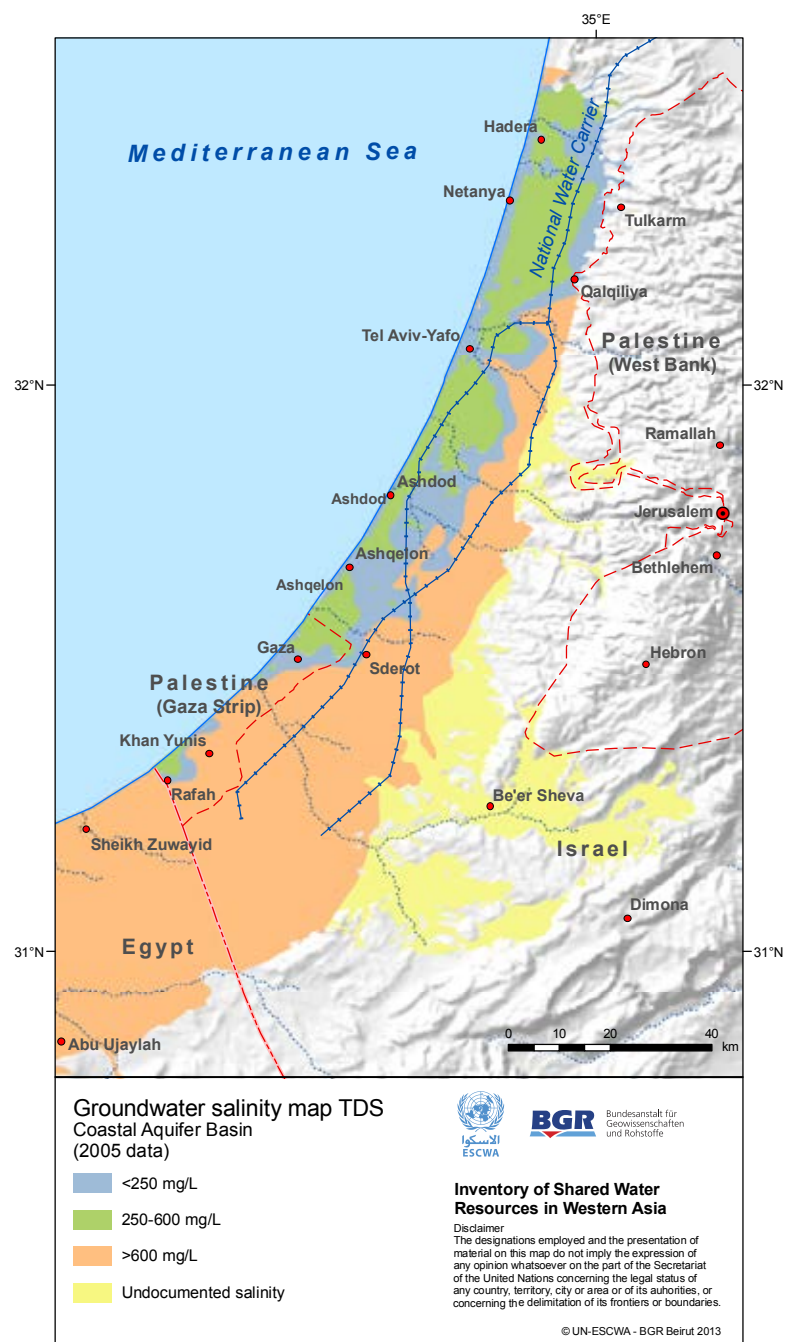 35°E
Mediterranean Sea
Hadera
National Water Carrier
Netanya
Tulkarm
Qalqiliya
Tel Aviv-Yafo
Palestine
(West Bank)
32°N
32°N
Ramallah
Ashdod
Ashdod
Jerusalem
Ashqelon
Bethlehem
Ashqelon
Gaza
Sderot
Hebron
Palestine
(Gaza Strip)
Khan Yunis
Rafah
Be'er Sheva
Sheikh Zuwayid
Israel
Dimona
31°N
31°N
Egypt
Abu Ujaylah
0 10 20 40
km
Groundwater salinity map TDS
Coastal Aquifer Basin
(2005 data)
<250 mg/L
250-600 mg/L
>600 mg/L
Undocumented salinity
الاسكوا
ESCWA
BGR
Bundesanstalt für
Geowissenschaften
und Rohstoffe
Inventory of Shared Water
Resources in Western Asia
Disclaimer
The designations employed and the presentation of
material on this map do not imply the expression of
any opinion whatsoever on the part of the Secretariat
of the United Nations concerning the legal status of
any country, territory, city or area or of its auhorities, or
concerning the delimitation of its frontiers or boundaries.
© UN-ESCWA - BGR Beirut 2013